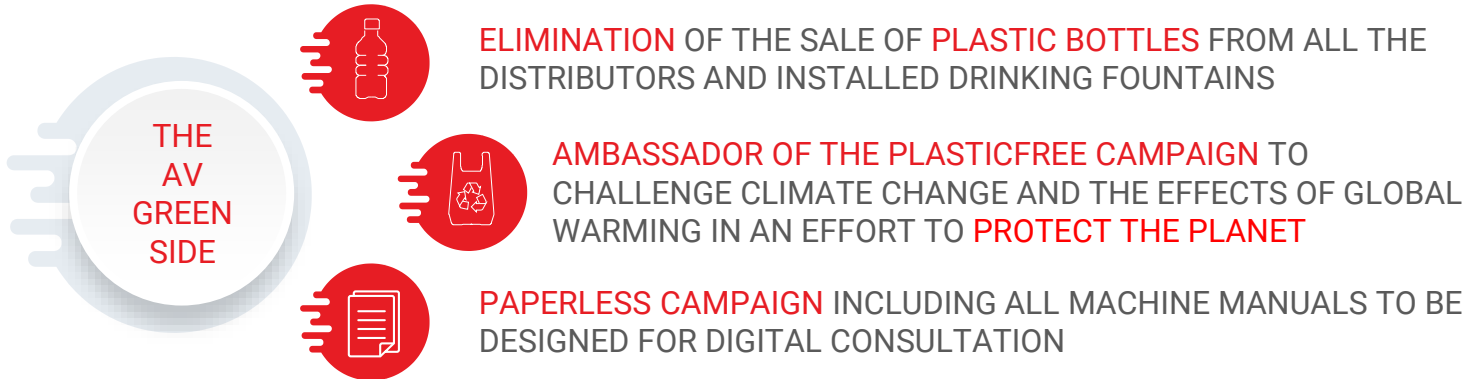 THE
AV
GREEN
SIDE
ELIMINATION OF THE SALE OF PLASTIC BOTTLES FROM ALL THE
DISTRIBUTORS AND INSTALLED DRINKING FOUNTAINS
AMBASSADOR OF THE PLASTICFREE CAMPAIGN TO
CHALLENGE CLIMATE CHANGE AND THE EFFECTS OF GLOBAL
WARMING IN AN EFFORT TO PROTECT THE PLANET
PAPERLESS CAMPAIGN INCLUDING ALL MACHINE MANUALS TO BE
DESIGNED FOR DIGITAL CONSULTATION